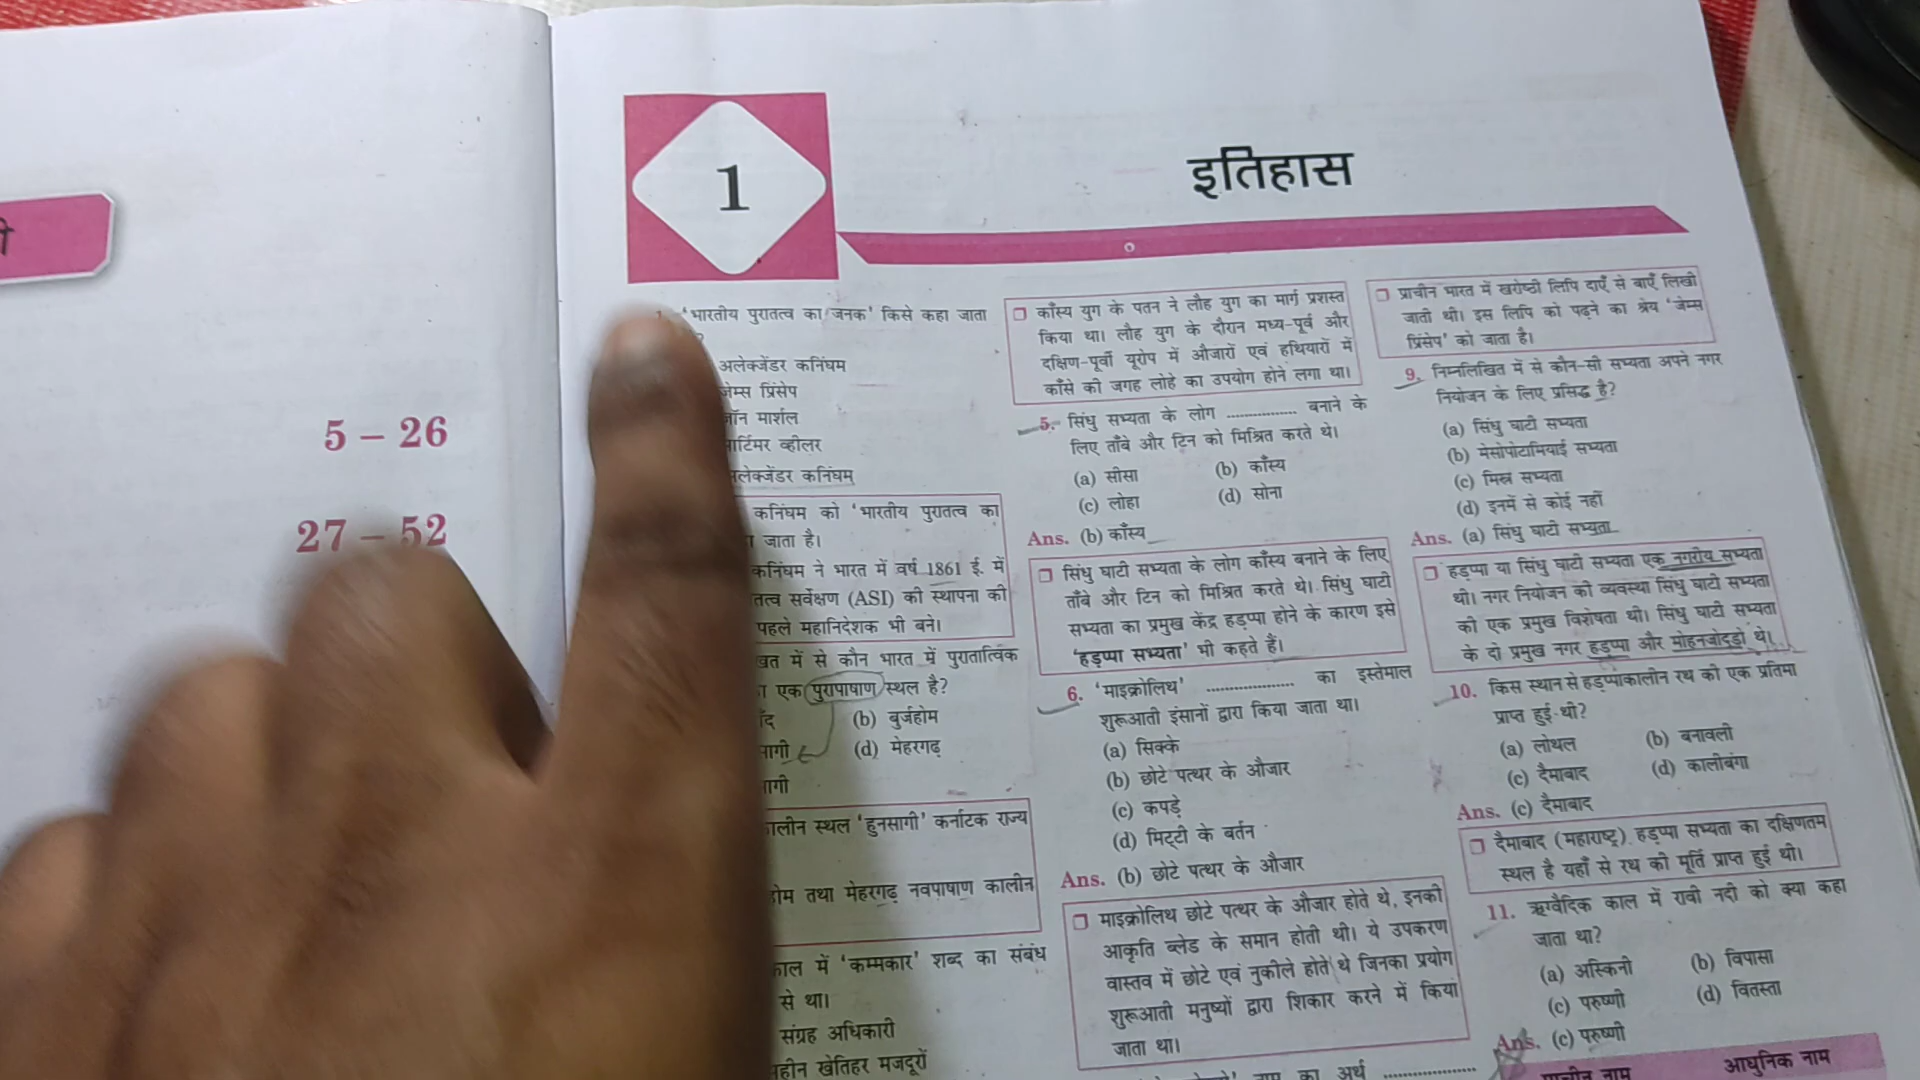 5 – 26
27 – 52
1
इतिहास
'भारतीय पुरातत्व का जनक' किसे कहा जाता
अलेक्जेंडर कनिंघम
जेम्स प्रिंसेप
जॉन मार्शल
मार्टिमर व्हीलर
अलेक्जेंडर कनिंघम
कनिंघम को 'भारतीय पुरातत्व का
जाता है।
कनिंघम ने भारत में वर्ष 1861 ई. में
सर्वेक्षण (ASI) की स्थापना की
पहले महानिदेशक भी बने।
में से कौन भारत में पुरातात्विक
एक पुरापाषाण स्थल है?
(b) बुर्जहोम
(d) मेहरगढ़
स्थल 'हुनसागी' कर्नाटक राज्य
तथा मेहरगढ़ नवपाषाण कालीन
में 'कम्मकार' शब्द का संबंध
से था।
संग्रह अधिकारी
खेतिहर मजदूरों
काँस्य युग के पतन ने लौह युग का मार्ग प्रशस्त
किया था। लौह युग के दौरान मध्य-पूर्व और
दक्षिण-पूर्वी यूरोप में औजारों एवं हथियारों में
काँसे की जगह लोहे का उपयोग होने लगा था।
5. सिंधु सभ्यता के लोग ................ बनाने के
लिए ताँबे और टिन को मिश्रित करते थे।
(a) सीसा (b) काँस्य
(c) लोहा (d) सोना
Ans. (b) काँस्य
सिंधु घाटी सभ्यता के लोग काँस्य बनाने के लिए
ताँबे और टिन को मिश्रित करते थे। सिंधु घाटी
सभ्यता का प्रमुख केंद्र हड़प्पा होने के कारण इसे
'हड़प्पा सभ्यता' भी कहते हैं।
6. 'माइक्रोलिथ' .................... का इस्तेमाल
शुरूआती इंसानों द्वारा किया जाता था।
(a) सिक्के
(b) छोटे पत्थर के औजार
(c) कपड़े
(d) मिट्टी के बर्तन
Ans. (b) छोटे पत्थर के औजार
माइक्रोलिथ छोटे पत्थर के औजार होते थे, इनकी
आकृति ब्लेड के समान होती थी। ये उपकरण
वास्तव में छोटे एवं नुकीले होते थे जिनका प्रयोग
शुरूआती मनुष्यों द्वारा शिकार करने में किया
जाता था।
नाम का अर्थ ....................
प्राचीन भारत में खरोष्ठी लिपि दाएँ से बाएँ लिखी
जाती थी। इस लिपि को पढ़ने का श्रेय 'जेम्स
प्रिंसेप' को जाता है।
9. निम्नलिखित में से कौन-सी सभ्यता अपने नगर
नियोजन के लिए प्रसिद्ध है?
(a) सिंधु घाटी सभ्यता
(b) मेसोपोटामियाई सभ्यता
(c) मिस्र सभ्यता
(d) इनमें से कोई नहीं
Ans. (a) सिंधु घाटी सभ्यता
हड़प्पा या सिंधु घाटी सभ्यता एक नगरीय सभ्यता
थी। नगर नियोजन की व्यवस्था सिंधु घाटी सभ्यता
की एक प्रमुख विशेषता थी। सिंधु घाटी सभ्यता
के दो प्रमुख नगर हड़प्पा और मोहनजोदड़ो थे।
10. किस स्थान से हड़प्पाकालीन रथ की एक प्रतिमा
प्राप्त हुई थी?
(a) लोथल (b) बनावली
(c) दैमाबाद (d) कालीबंगा
Ans. (c) दैमाबाद
दैमाबाद (महाराष्ट्र) हड़प्पा सभ्यता का दक्षिणतम
स्थल है यहाँ से रथ की मूर्ति प्राप्त हुई थी।
11. ऋग्वैदिक काल में रावी नदी को क्या कहा
जाता था?
(a) अस्किनी (b) विपासा
(c) परुष्णी (d) वितस्ता
Ans. (c) परुष्णी
प्राचीन नाम आधुनिक नाम